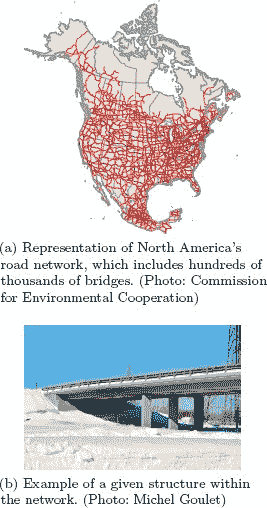 (a) Representation of North America's
road network, which includes hundreds of
thousands of bridges. (Photo: Commission
for Environmental Cooperation)
(b) Example of a given structure within
the network. (Photo: Michel Goulet)